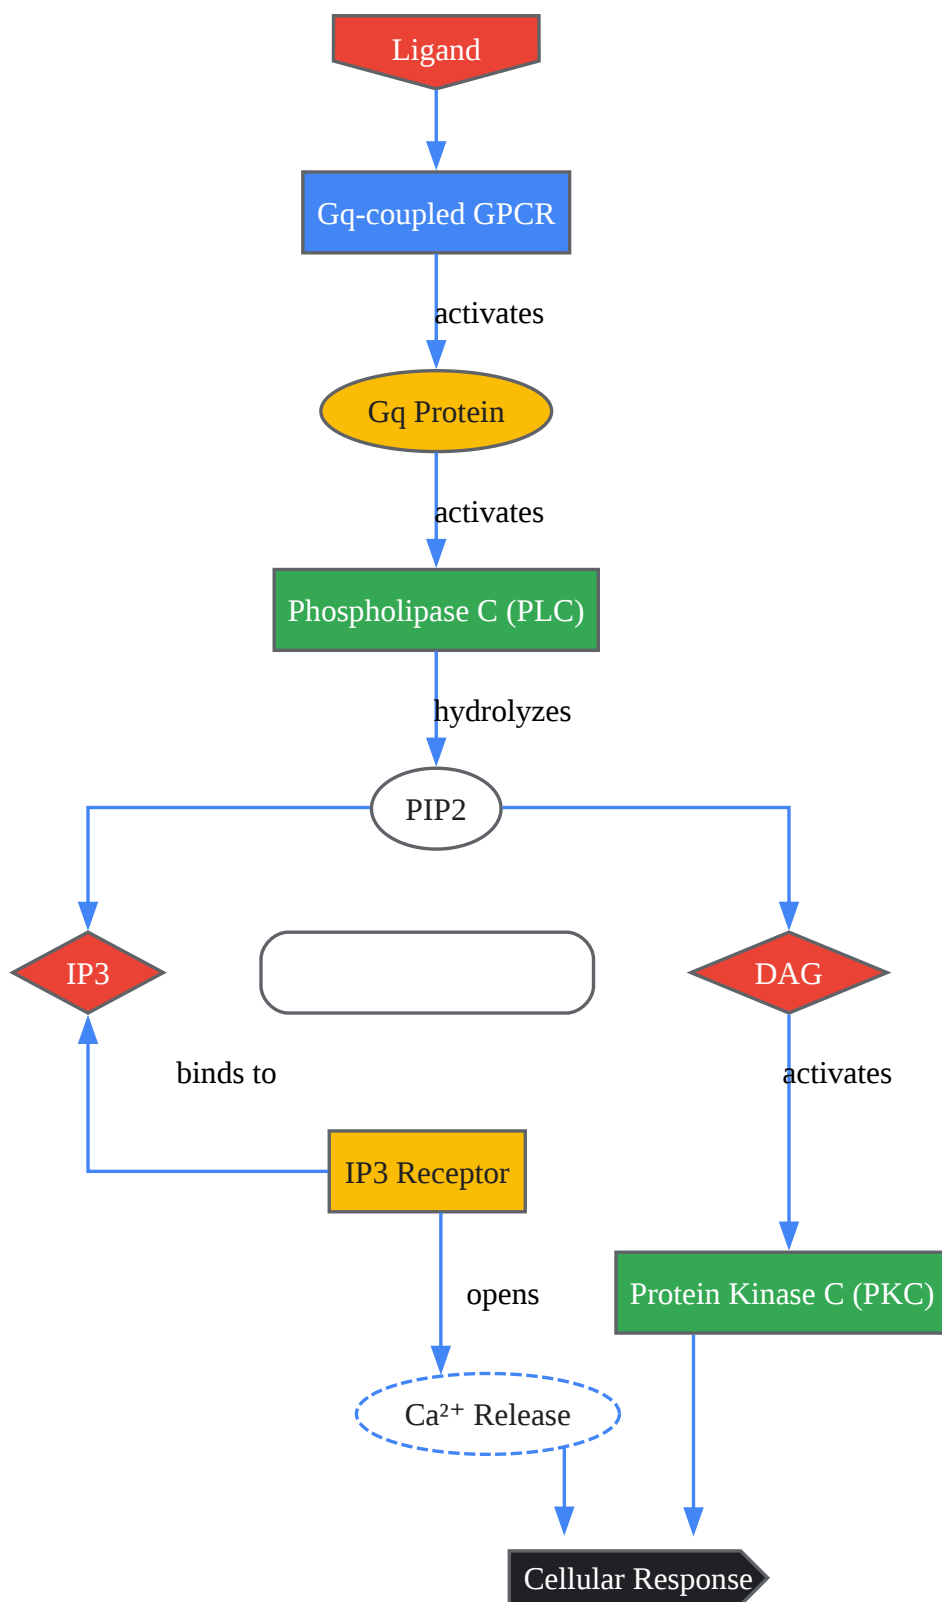 Ligand
Gq-coupled GPCR
activates
Gq Protein
activates
Phospholipase C (PLC)
hydrolyzes
PIP2
IP3
DAG
binds to
activates
IP3 Receptor
opens
Protein Kinase C (PKC)
Ca²⁺ Release
Cellular Response